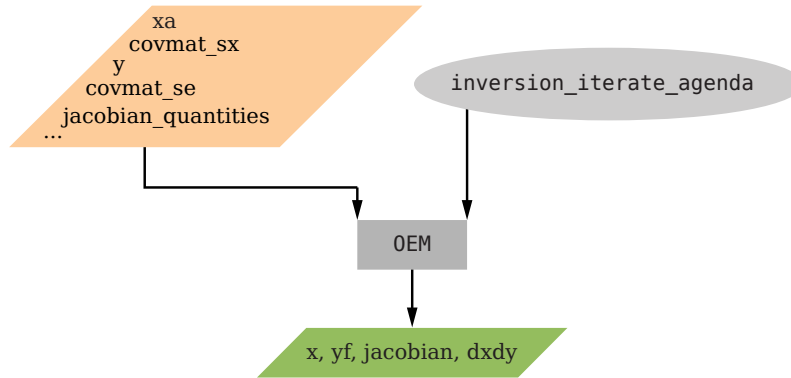 xa
covmat_sx
y
covmat_se
jacobian_quantities
...
inversion_iterate_agenda
OEM
x, yf, jacobian, dxdy